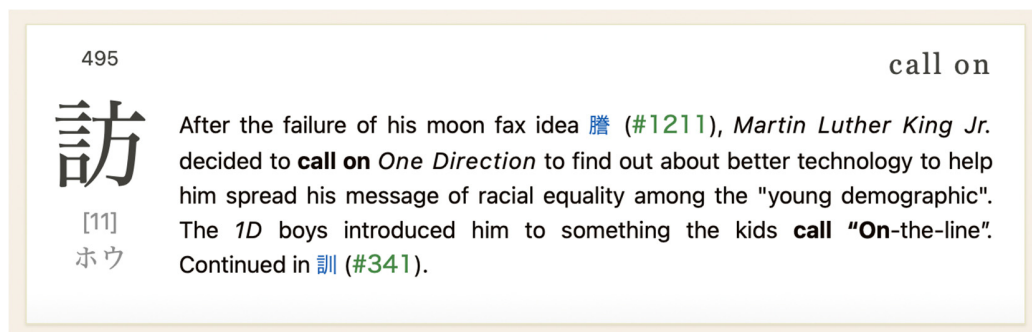 495
call on
訪
[11]
ホウ
After the failure of his moon fax idea 謄 (#1211), Martin Luther King Jr.
decided to call on One Direction to find out about better technology to help
him spread his message of racial equality among the "young demographic".
The 1D boys introduced him to something the kids call “On-the-line”.
Continued in 訓 (#341).